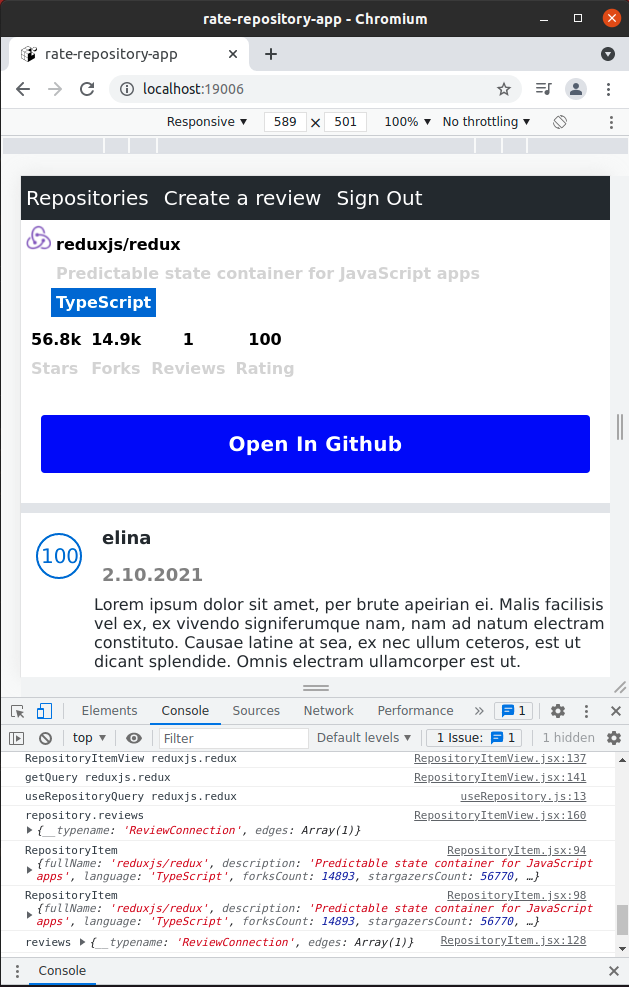 rate-repository-app - Chromium
rate-repository-app
localhost:19006
Responsive 589 × 501 100% No throttling
Repositories Create a review Sign Out
reduxjs/redux
Predictable state container for JavaScript apps
TypeScript
56.8k 14.9k 1 100
Stars Forks Reviews Rating
Open In Github
elina
100
2.10.2021
Lorem ipsum dolor sit amet, per brute apeirian ei. Malis facilisis
vel ex, ex vivendo signiferumque nam, nam ad natum electram
constituto. Causae latine at sea, ex nec ullum ceteros, est ut
dicant splendide. Omnis electram ullamcorper est ut.
Elements Console Sources Network Performance » 1
top Filter Default levels 1 Issue: 1 1 hidden
RepositoryItemView reduxjs.redux RepositoryItemView.jsx:137
getQuery reduxjs.redux RepositoryItemView.jsx:141
useRepositoryQuery reduxjs.redux useRepository.js:13
repository.reviews RepositoryItemView.jsx:160
{__typename: 'ReviewConnection', edges: Array(1)}
RepositoryItem RepositoryItem.jsx:94
{fullName: 'reduxjs/redux', description: 'Predictable state container for JavaScript
apps', language: 'TypeScript', forksCount: 14893, stargazersCount: 56770, …}
RepositoryItem RepositoryItem.jsx:98
{fullName: 'reduxjs/redux', description: 'Predictable state container for JavaScript
apps', language: 'TypeScript', forksCount: 14893, stargazersCount: 56770, …}
reviews {__typename: 'ReviewConnection', edges: Array(1)} RepositoryItem.jsx:128
Console